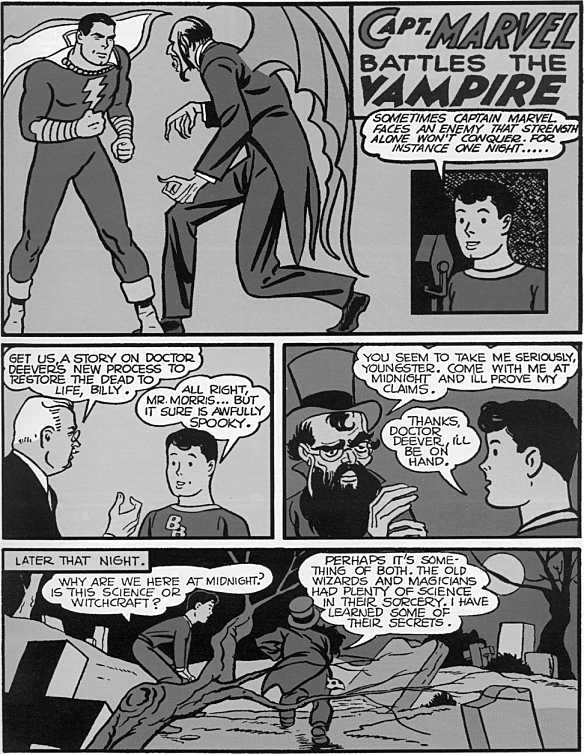 CAPT. MARVEL
BATTLES THE
VAMPIRE
SOMETIMES CAPTAIN MARVEL
FACES AN ENEMY THAT STRENGTH
ALONE WON'T CONQUER. FOR
INSTANCE ONE NIGHT.....
GET US A STORY ON DOCTOR
DEEVER'S NEW PROCESS TO
RESTORE THE DEAD TO
LIFE, BILLY.
ALL RIGHT,
MR. MORRIS... BUT
IT SURE IS AWFULLY
SPOOKY.
BB
YOU SEEM TO TAKE ME SERIOUSLY,
YOUNGSTER. COME WITH ME AT
MIDNIGHT AND ILL PROVE MY
CLAIMS.
THANKS,
DOCTOR
DEEVER, I'LL
BE ON
HAND.
LATER THAT NIGHT.
WHY ARE WE HERE AT MIDNIGHT?
IS THIS SCIENCE OR
WITCHCRAFT?
PERHAPS IT'S SOME-
THING OF BOTH. THE OLD
WIZARDS AND MAGICIANS
HAD PLENTY OF SCIENCE
IN THEIR SORCERY. I HAVE
LEARNED SOME OF
THEIR SECRETS.